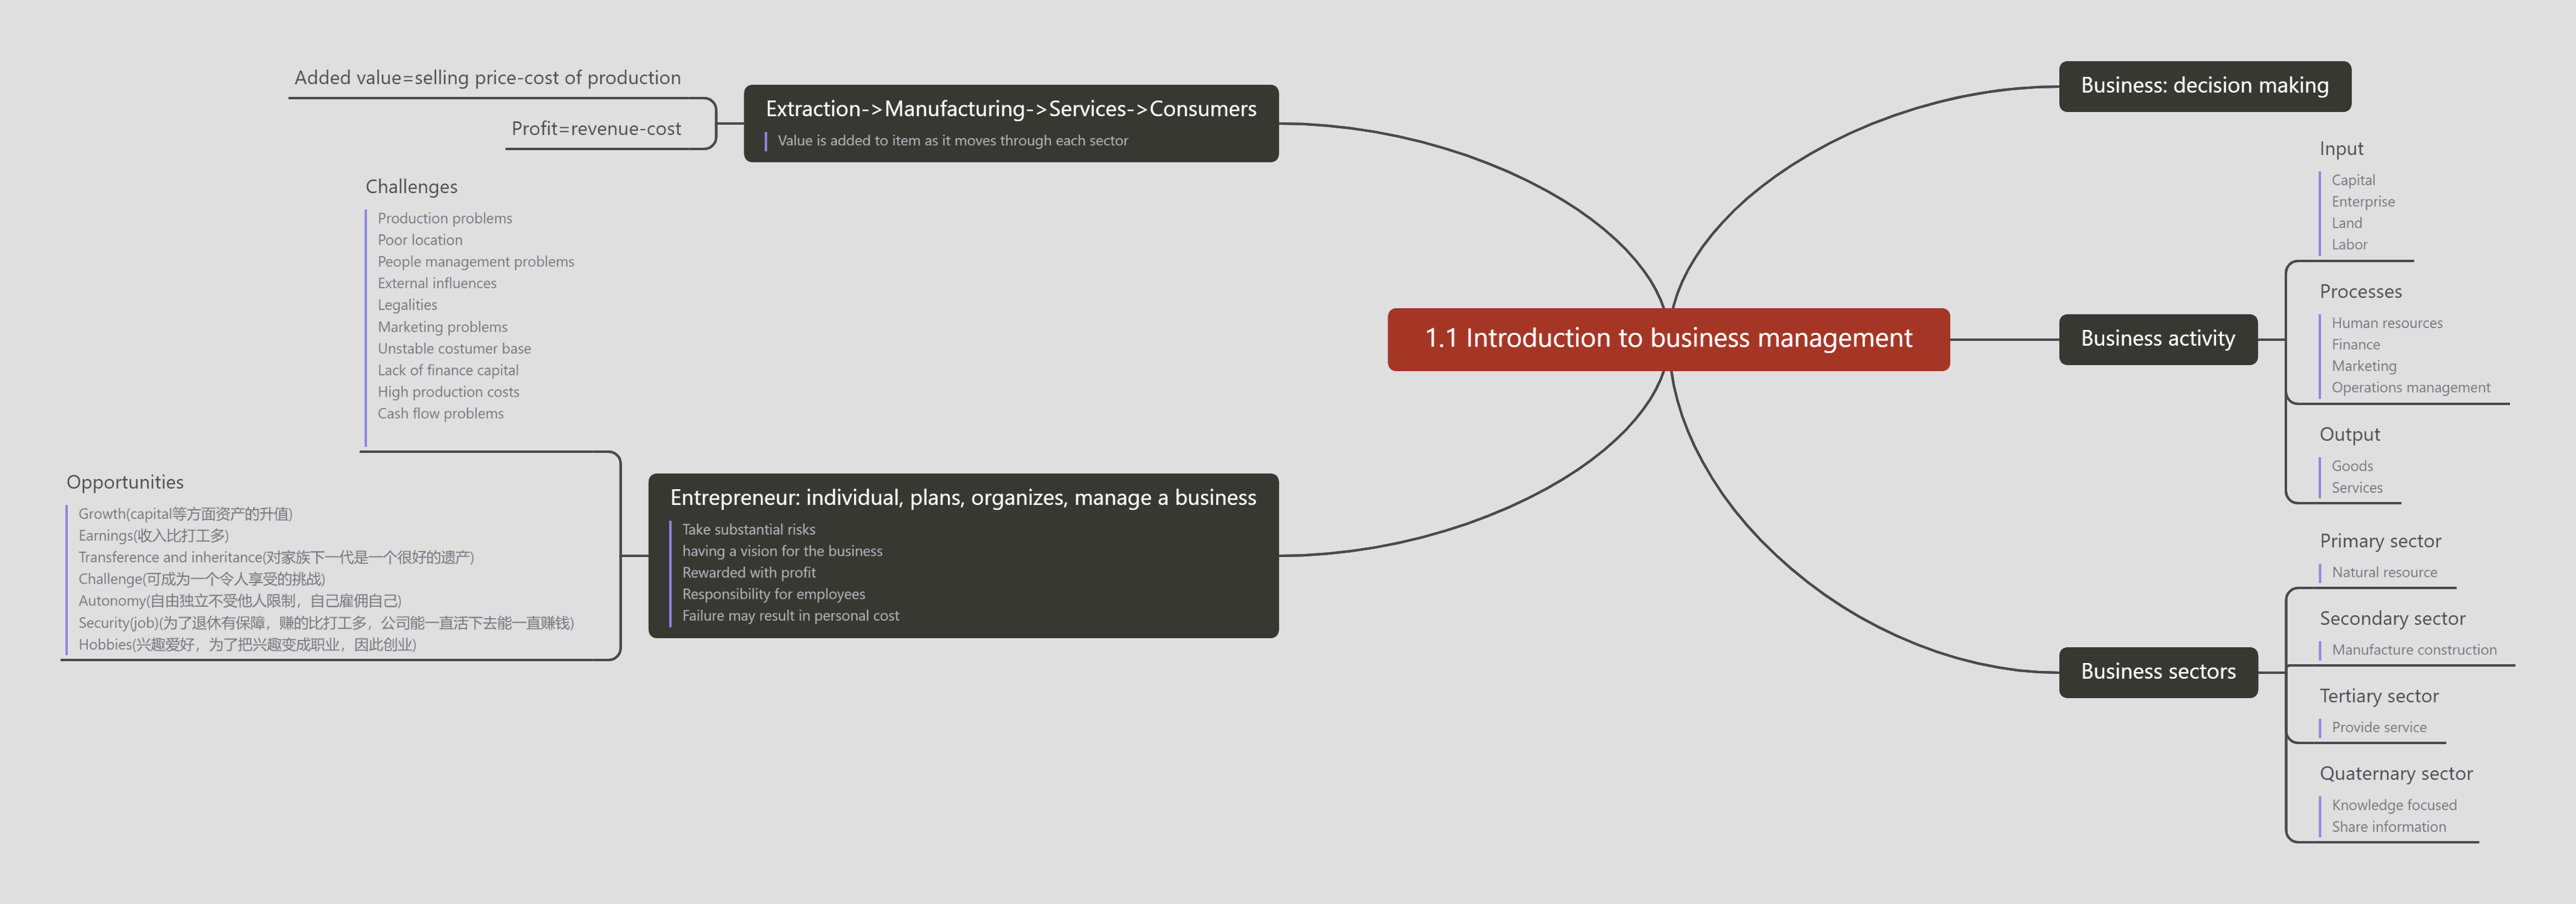 1.1 Introduction to business management
Business: decision making
Business activity
Input
Capital
Enterprise
Land
Labor
Processes
Human resources
Finance
Marketing
Operations management
Output
Goods
Services
Business sectors
Primary sector
Natural resource
Secondary sector
Manufacture construction
Tertiary sector
Provide service
Quaternary sector
Knowledge focused
Share information
Extraction->Manufacturing->Services->Consumers
Value is added to item as it moves through each sector
Added value=selling price-cost of production
Profit=revenue-cost
Entrepreneur: individual, plans, organizes, manage a business
Take substantial risks
having a vision for the business
Rewarded with profit
Responsibility for employees
Failure may result in personal cost
Challenges
Production problems
Poor location
People management problems
External influences
Legalities
Marketing problems
Unstable costumer base
Lack of finance capital
High production costs
Cash flow problems
Opportunities
Growth(capital等方面资产的升值)
Earnings(收入比打工多)
Transference and inheritance(对家族下一代是一个很好的遗产)
Challenge(可成为一个令人享受的挑战)
Autonomy(自由独立不受他人限制，自己雇佣自己)
Security(job)(为了退休有保障，赚的比打工多，公司能一直活下去能一直赚钱)
Hobbies(兴趣爱好，为了把兴趣变成职业，因此创业)